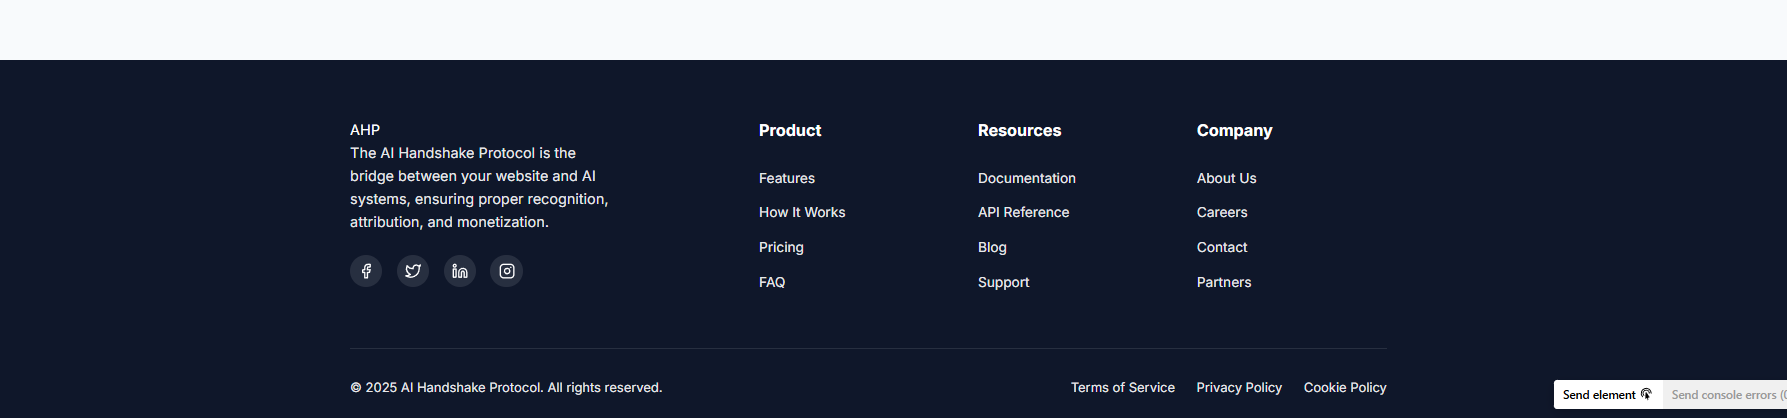 AHP
The AI Handshake Protocol is the
bridge between your website and AI
systems, ensuring proper recognition,
attribution, and monetization.
Product
Features
How It Works
Pricing
FAQ
Resources
Documentation
API Reference
Blog
Support
Company
About Us
Careers
Contact
Partners
© 2025 AI Handshake Protocol. All rights reserved.
Terms of Service Privacy Policy Cookie Policy
Send element Send console errors (